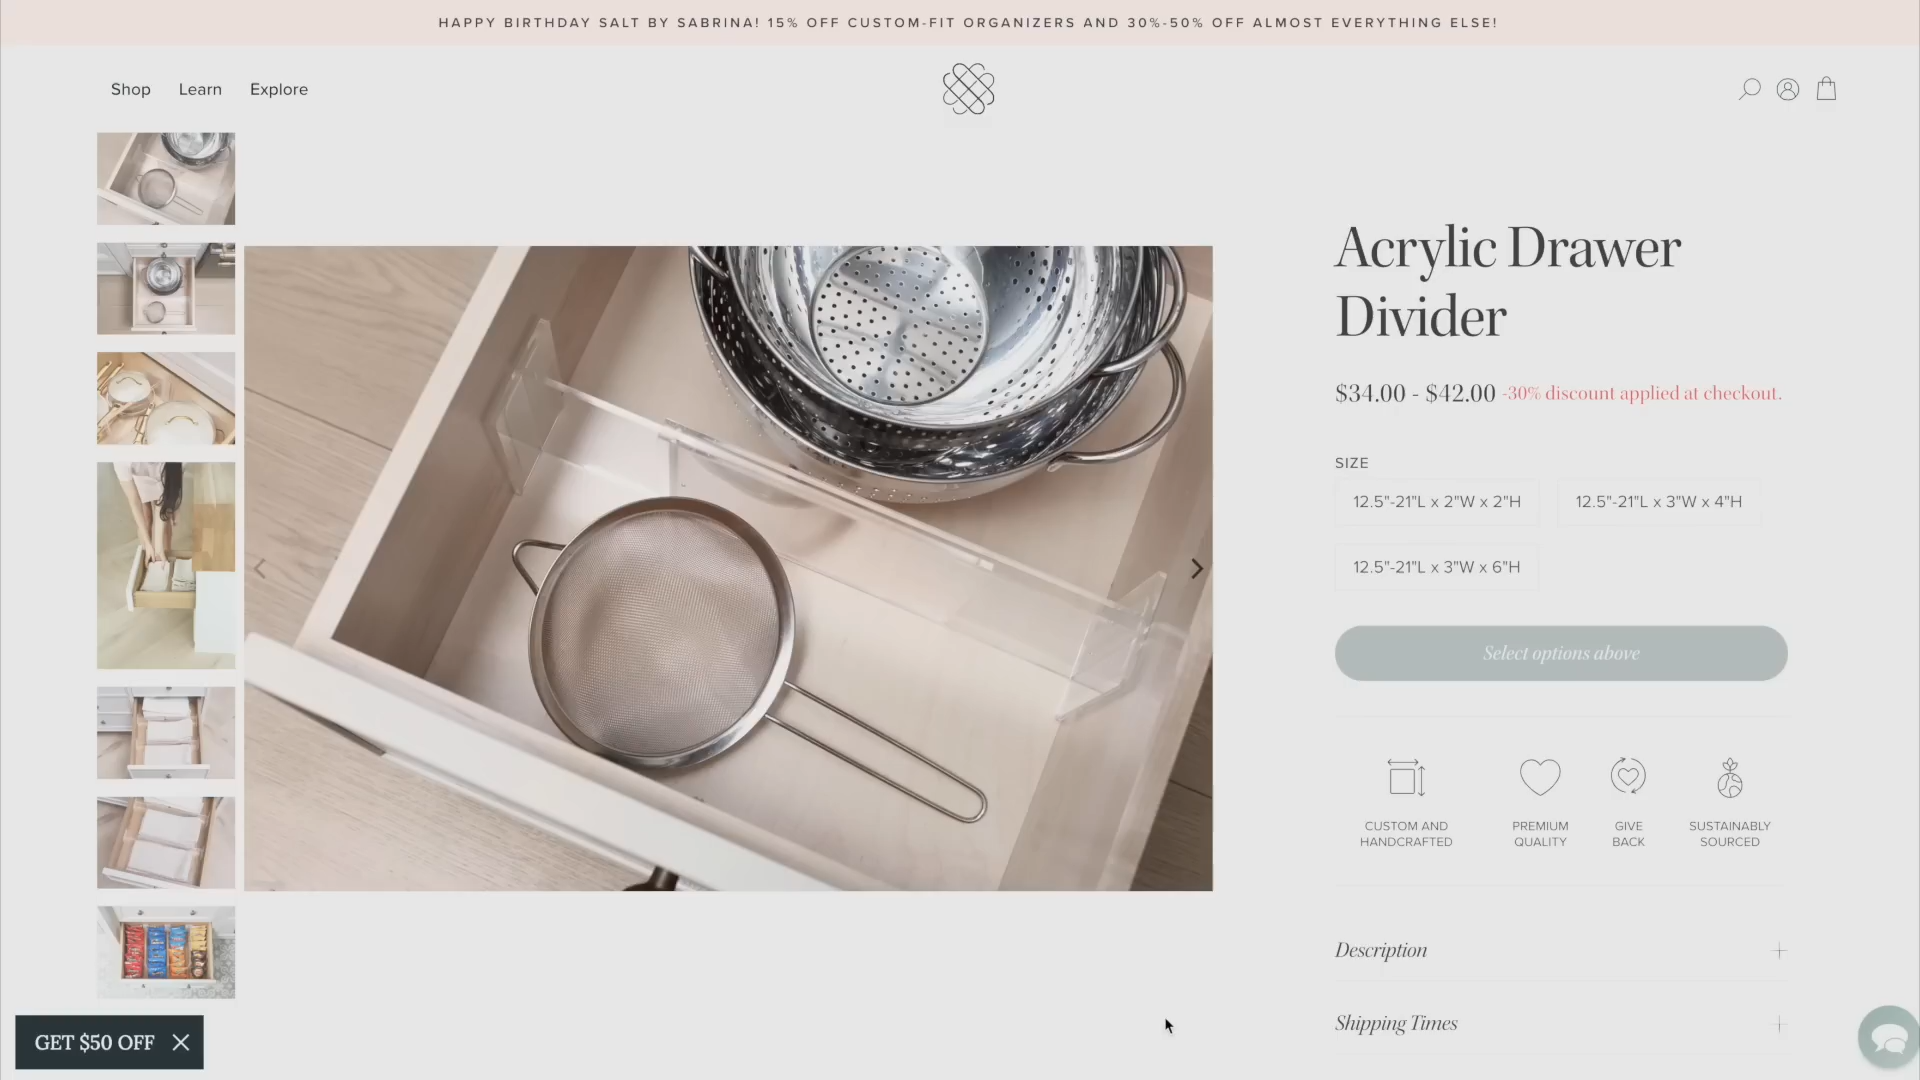 HAPPY BIRTHDAY SALT BY SABRINA! 15% OFF CUSTOM-FIT ORGANIZERS AND 30%-50% OFF ALMOST EVERYTHING ELSE!
Shop Learn Explore
Acrylic Drawer
Divider
$34.00 - $42.00 -30% discount applied at checkout.
SIZE
12.5"-21"L x 2"W x 2"H 12.5"-21"L x 3"W x 4"H
12.5"-21"L x 3"W x 6"H
Select options above
CUSTOM AND
HANDCRAFTED
PREMIUM
QUALITY
GIVE
BACK
SUSTAINABLY
SOURCED
Description
Shipping Times
GET $50 OFF